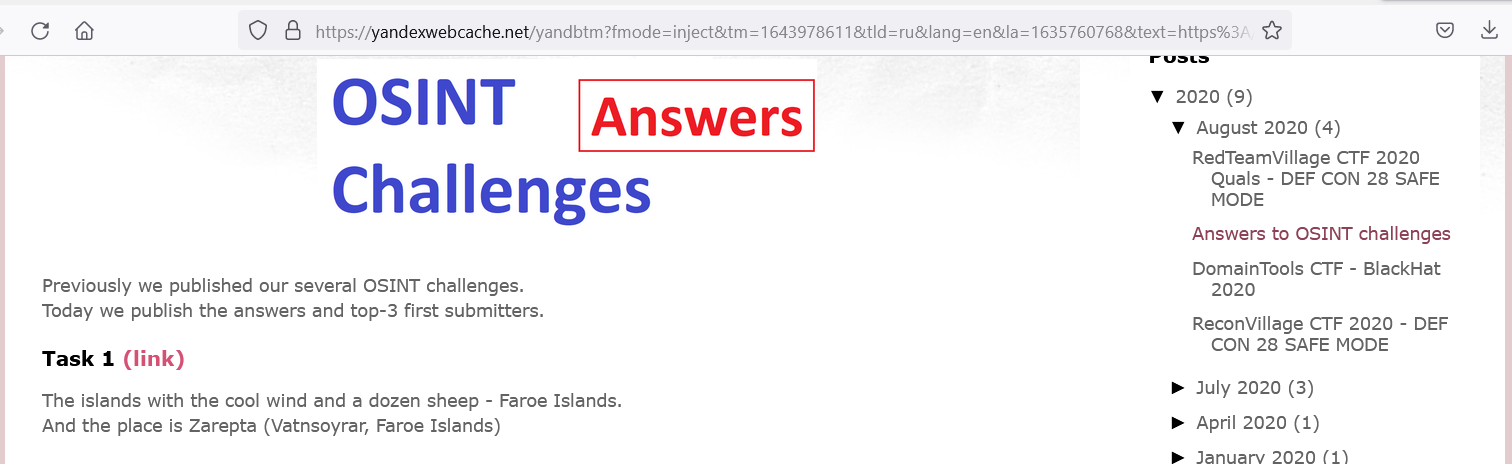 https://yandexwebcache.net/yandbtm?fmode=inject&tm=1643978611&tld=ru&lang=en&la=1635760768&text=https%3A
OSINT
Challenges
Answers
Previously we published our several OSINT challenges.
Today we publish the answers and top-3 first submitters.
Task 1 (link)
The islands with the cool wind and a dozen sheep - Faroe Islands.
And the place is Zarepta (Vatnsoyrar, Faroe Islands)
Posts
▼ 2020 (9)
▼ August 2020 (4)
RedTeamVillage CTF 2020
Quals - DEF CON 28 SAFE
MODE
Answers to OSINT challenges
DomainTools CTF - BlackHat
2020
ReconVillage CTF 2020 - DEF
CON 28 SAFE MODE
► July 2020 (3)
► April 2020 (1)
► January 2020 (1)